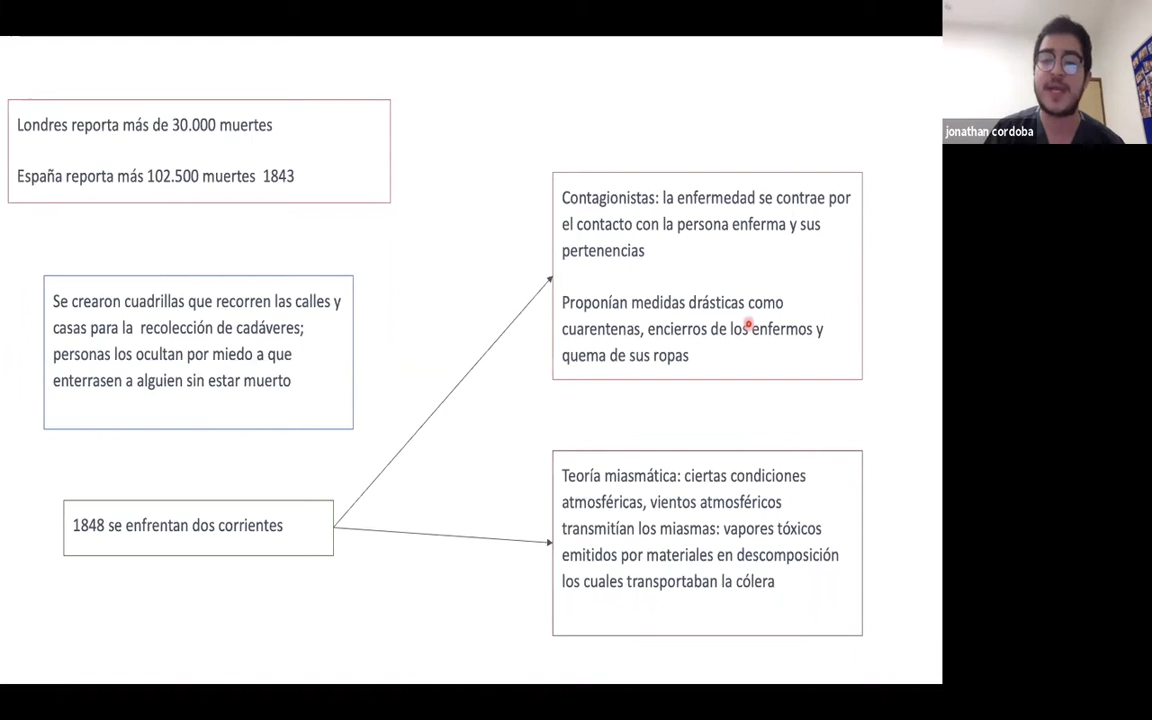 Londres reporta más de 30.000 muertes
España reporta más 102.500 muertes 1843
Se crearon cuadrillas que recorren las calles y
casas para la recolección de cadáveres;
personas los ocultan por miedo a que
enterrasen a alguien sin estar muerto
1848 se enfrentan dos corrientes
Contagionistas: la enfermedad se contrae por
el contacto con la persona enferma y sus
pertenencias
Proponían medidas drásticas como
cuarentenas, encierros de los enfermos y
quema de sus ropas
Teoría miasmática: ciertas condiciones
atmosféricas, vientos atmosféricos
transmitían los miasmas: vapores tóxicos
emitidos por materiales en descomposición
los cuales transportaban la cólera
jonathan cordoba